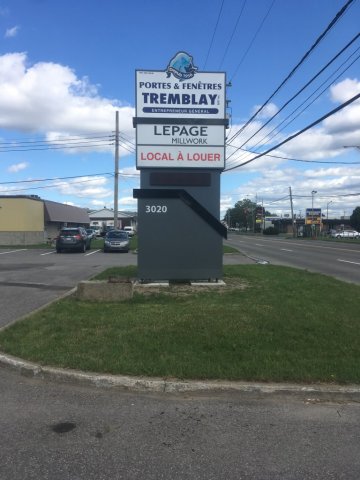 PORTES & FENÊTRES
TREMBLAY
ENTREPRENEUR GÉNÉRAL
LEPAGE
MILLWORK
LOCAL À LOUER
3020